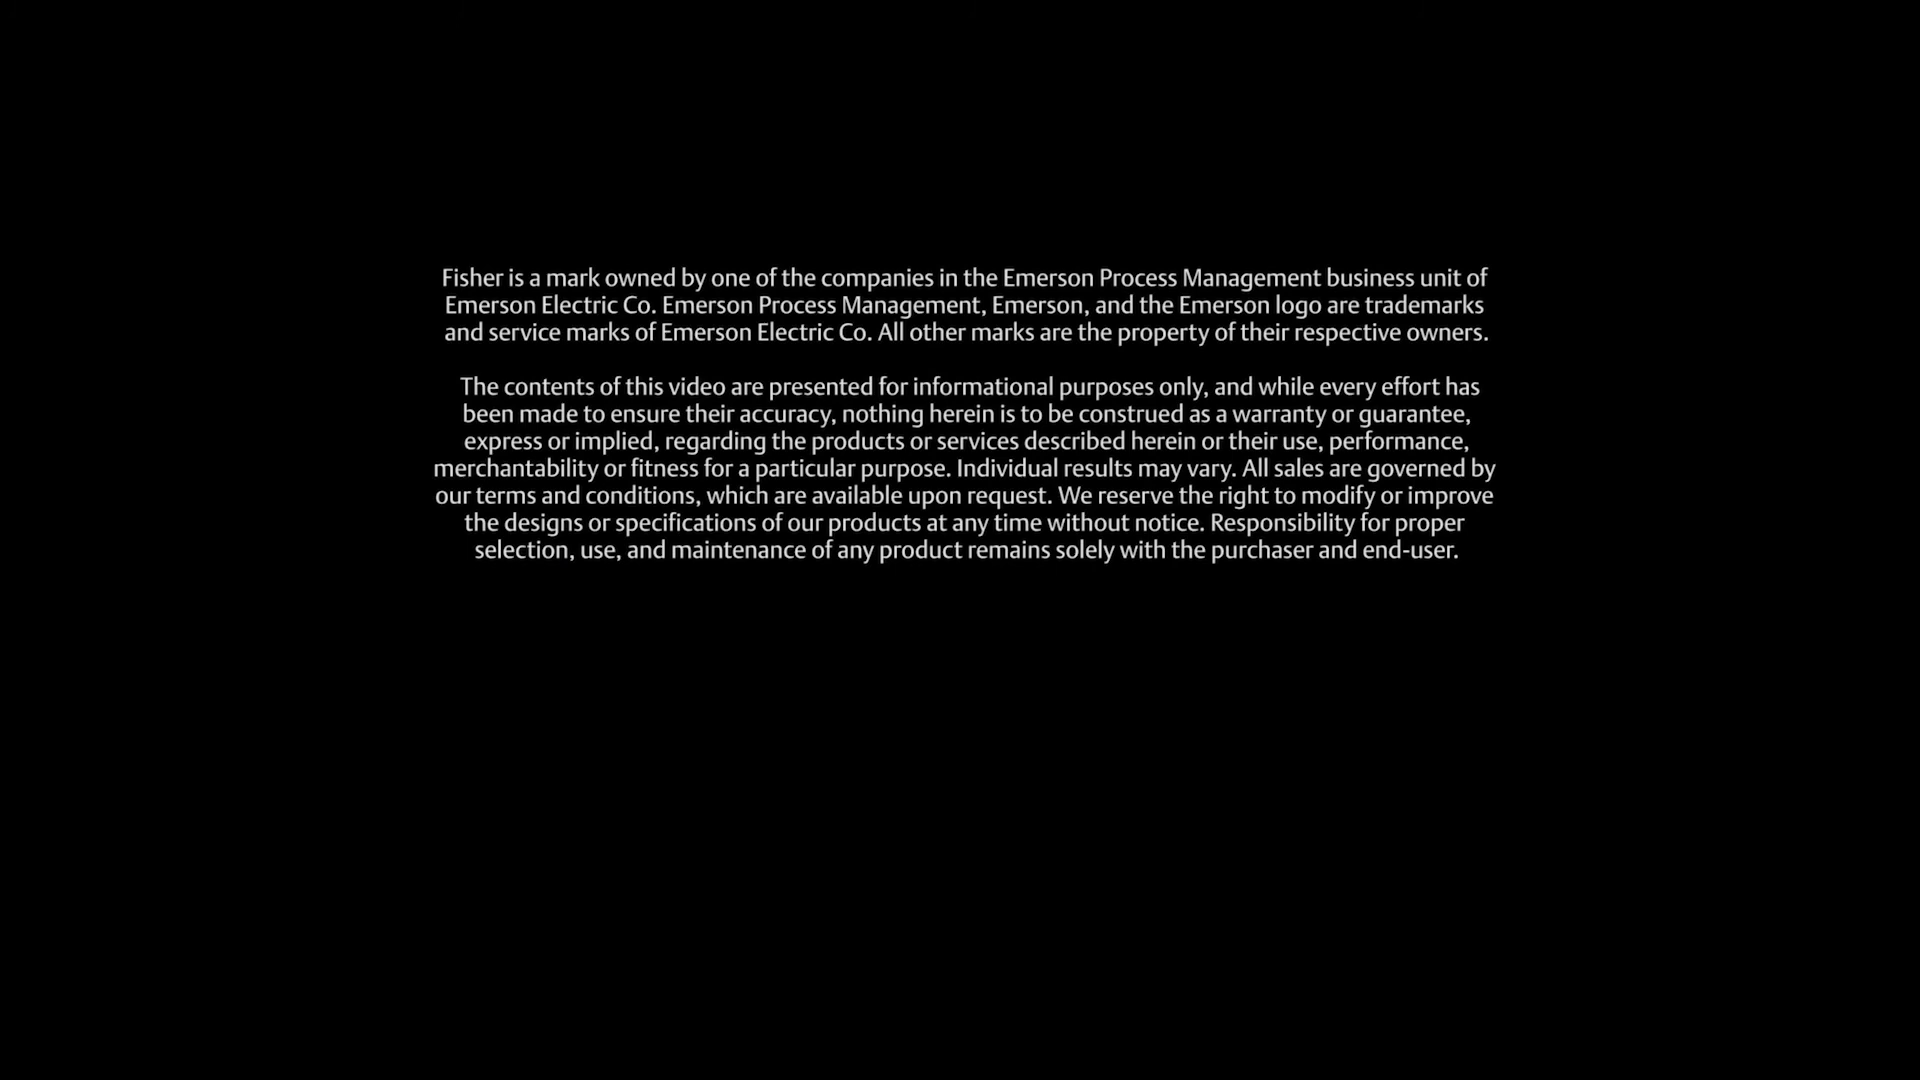 Fisher is a mark owned by one of the companies in the Emerson Process Management business unit of
Emerson Electric Co. Emerson Process Management, Emerson, and the Emerson logo are trademarks
and service marks of Emerson Electric Co. All other marks are the property of their respective owners.
The contents of this video are presented for informational purposes only, and while every effort has
been made to ensure their accuracy, nothing herein is to be construed as a warranty or guarantee,
express or implied, regarding the products or services described herein or their use, performance,
merchantability or fitness for a particular purpose. Individual results may vary. All sales are governed by
our terms and conditions, which are available upon request. We reserve the right to modify or improve
the designs or specifications of our products at any time without notice. Responsibility for proper
selection, use, and maintenance of any product remains solely with the purchaser and end-user.